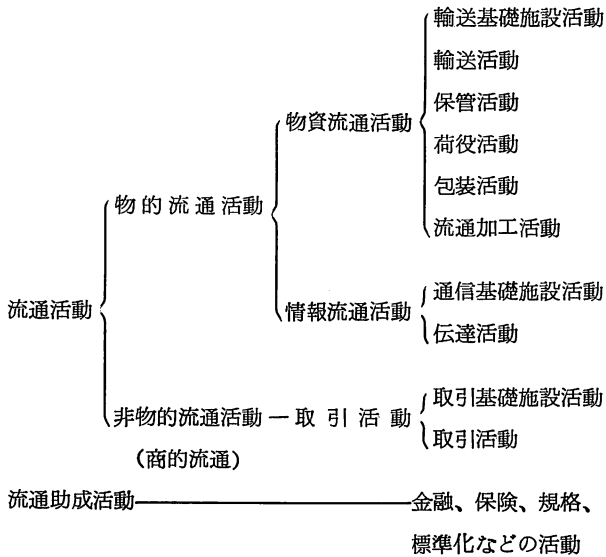 輸送基礎施設活動
輸送活動
保管活動
物資流通活動
荷役活動
包装活動
物的流通活動
流通加工活動
通信基礎施設活動
流通活動
情報流通活動
伝達活動
取引基礎施設活動
非物的流通活動—取引活動
取引活動
(商的流通)
流通助成活動————金融、保険、規格、
標準化などの活動